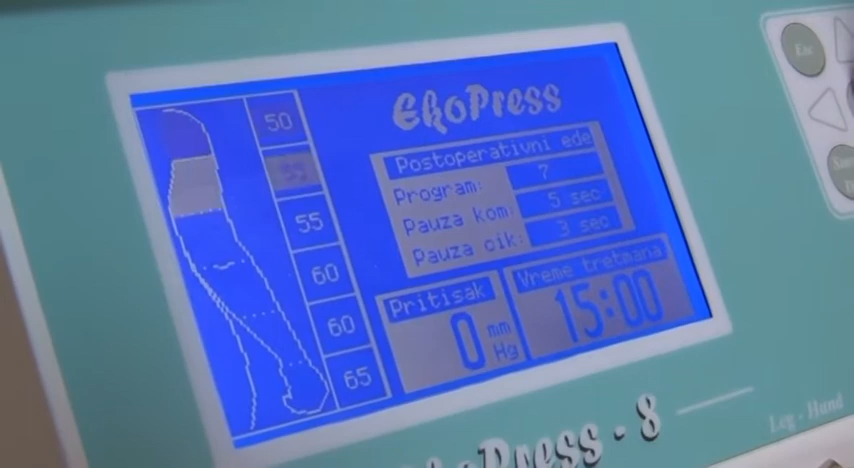 Esc
50
EkoPress
Postoperativni ede
Program: 7
55
Pauza kom: 5 sec
Pauza cik: 3 sec
60
Pritisak
0 mm Hg
Vreme tretmana
15:00
60
65
EkoPress - 8
Leg - Hand